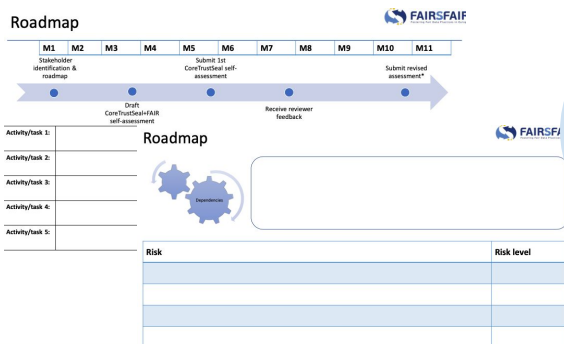 Roadmap
FAIRSFAIR
M1 M2 M3 M4 M5 M6 M7 M8 M9 M10 M11
Stakeholder
identification &
roadmap
Submit 1st
CoreTrustSeal self-
assessment
Submit revised
assessment*
Draft
CoreTrustSeal+FAIR
self-assessment
Receive reviewer
feedback
Activity/task 1:
Activity/task 2:
Activity/task 3:
Activity/task 4:
Activity/task 5:
Roadmap
FAIRSFA
Dependencies
Risk Risk level